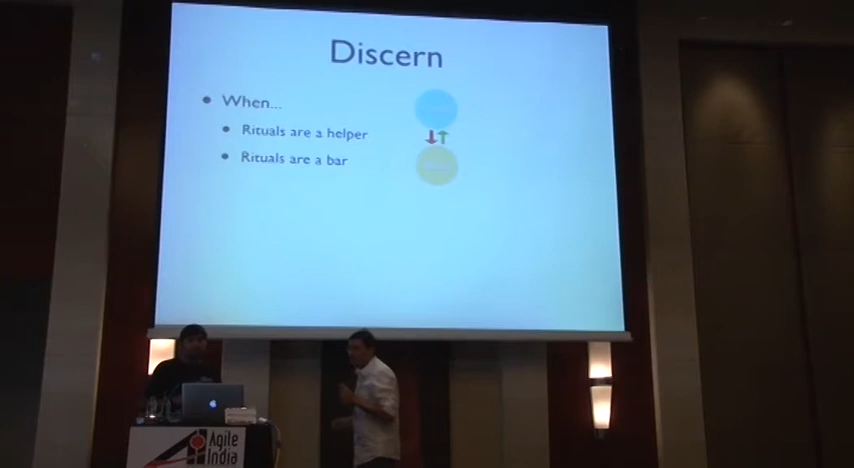 Discern
When...
Rituals are a helper
Rituals are a bar
Agile
India